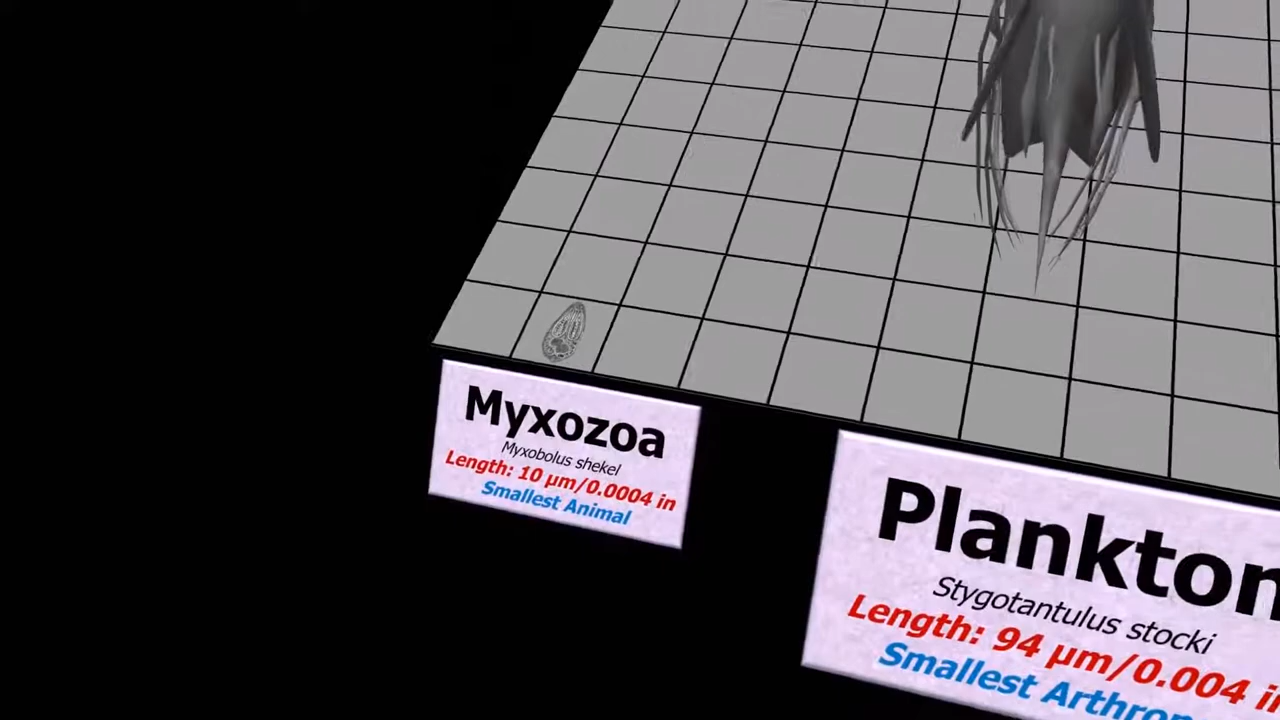 Myxozoa
Myxobolus shekel
Length: 10 µm/0.0004 in
Smallest Animal
Plankton
Stygotantulus stocki
Length: 94 µm/0.004 in
Smallest